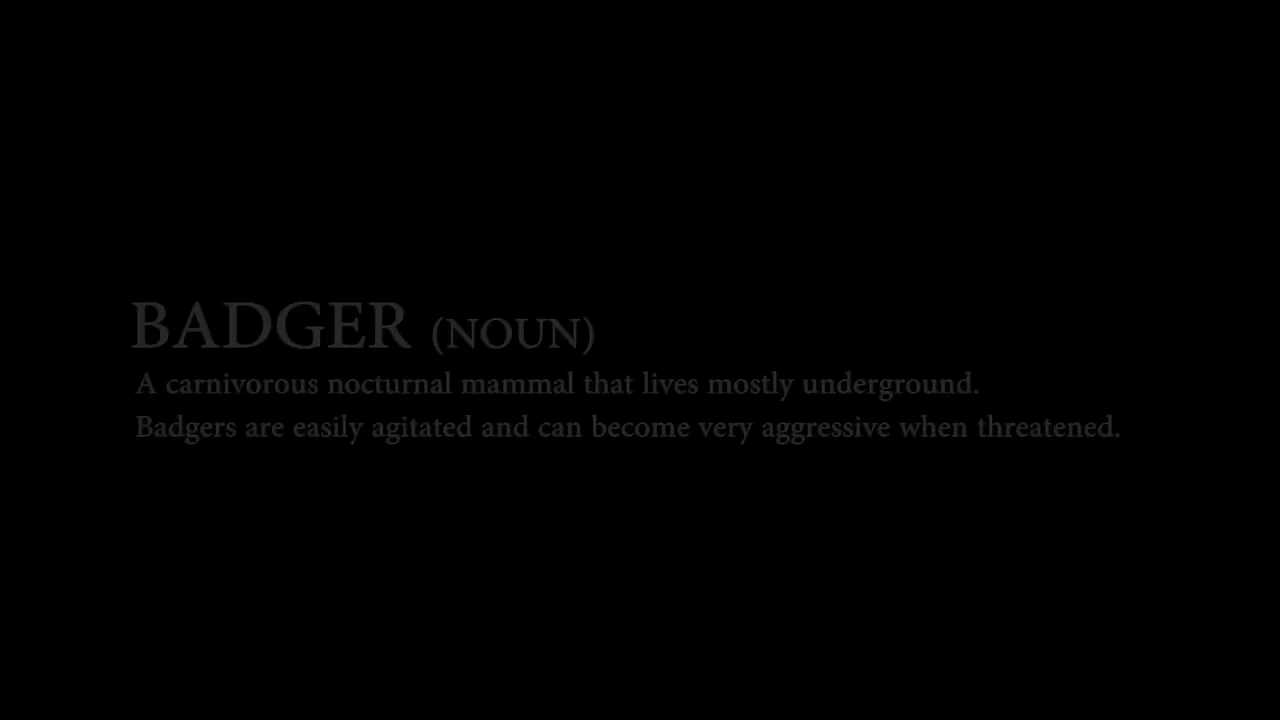 BADGER (NOUN)
A carnivorous nocturnal mammal that lives mostly underground.
Badgers are easily agitated and can become very aggressive when threatened.